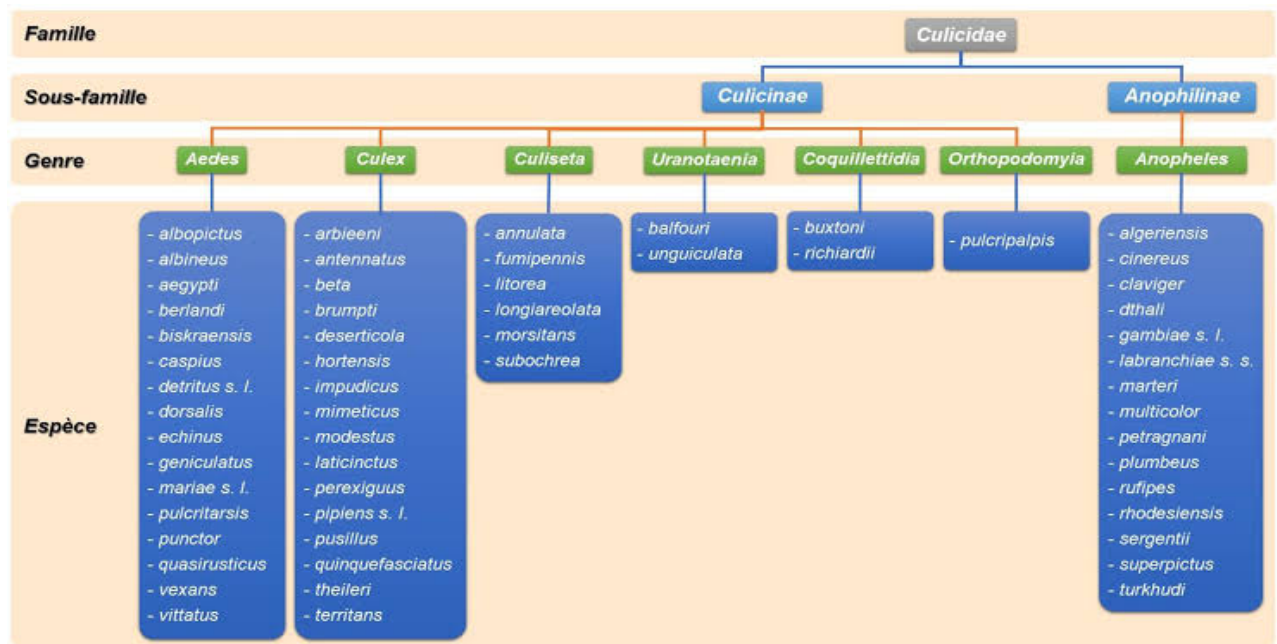 Famille
Culicidae
Sous-famille
Culicinae
Anophilinae
Genre
Aedes
Culex
Culiseta
Uranotaenia
Coquillettidia
Orthopodomyia
Anopheles
Espèce
- albopictus
- albineus
- aegypti
- berlandi
- biskraensis
- caspius
- detritus s. l.
- dorsalis
- echinus
- geniculatus
- mariae s. l.
- pulcritarsis
- punctor
- quasirusticus
- vexans
- vittatus
- arbieeni
- antennatus
- beta
- brumpti
- deserticola
- hortensis
- impudicus
- mimeticus
- modestus
- laticinctus
- perexiguus
- pipiens s. l.
- pusillus
- quinquefasciatus
- theileri
- territans
- annulata
- fumipennis
- litorea
- longiareolata
- morsitans
- subochrea
- balfouri
- unguiculata
- buxtoni
- richiardii
- pulcripalpis
- algeriensis
- cinereus
- claviger
- dthali
- gambiae s. l.
- labranchiae s. s.
- marteri
- multicolor
- petragnani
- plumbeus
- rufipes
- rhodesiensis
- sergentii
- superpictus
- turkhudi